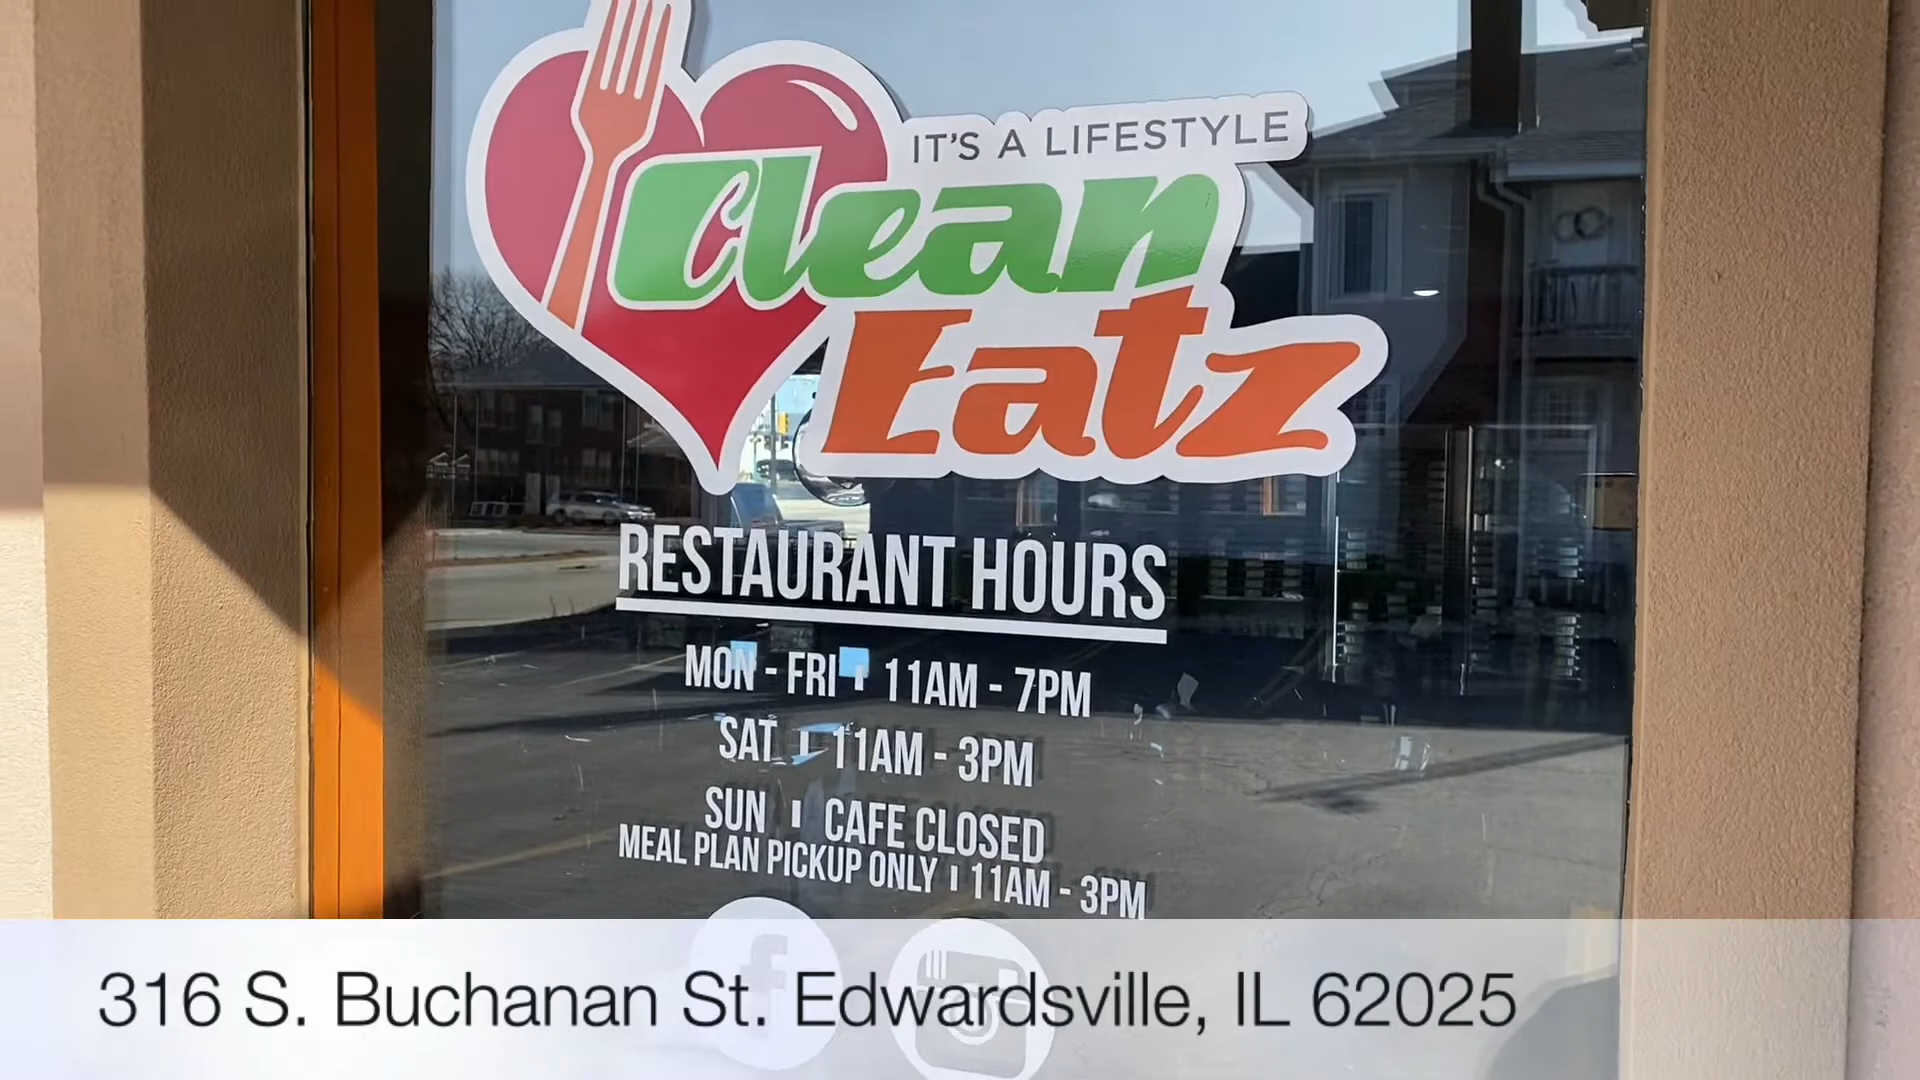 IT'S A LIFESTYLE
Clean
Eatz
RESTAURANT HOURS
MON - FRI | 11AM - 7PM
SAT | 11AM - 3PM
SUN | CAFE CLOSED
MEAL PLAN PICKUP ONLY | 11AM - 3PM
f
316 S. Buchanan St. Edwardsville, IL 62025